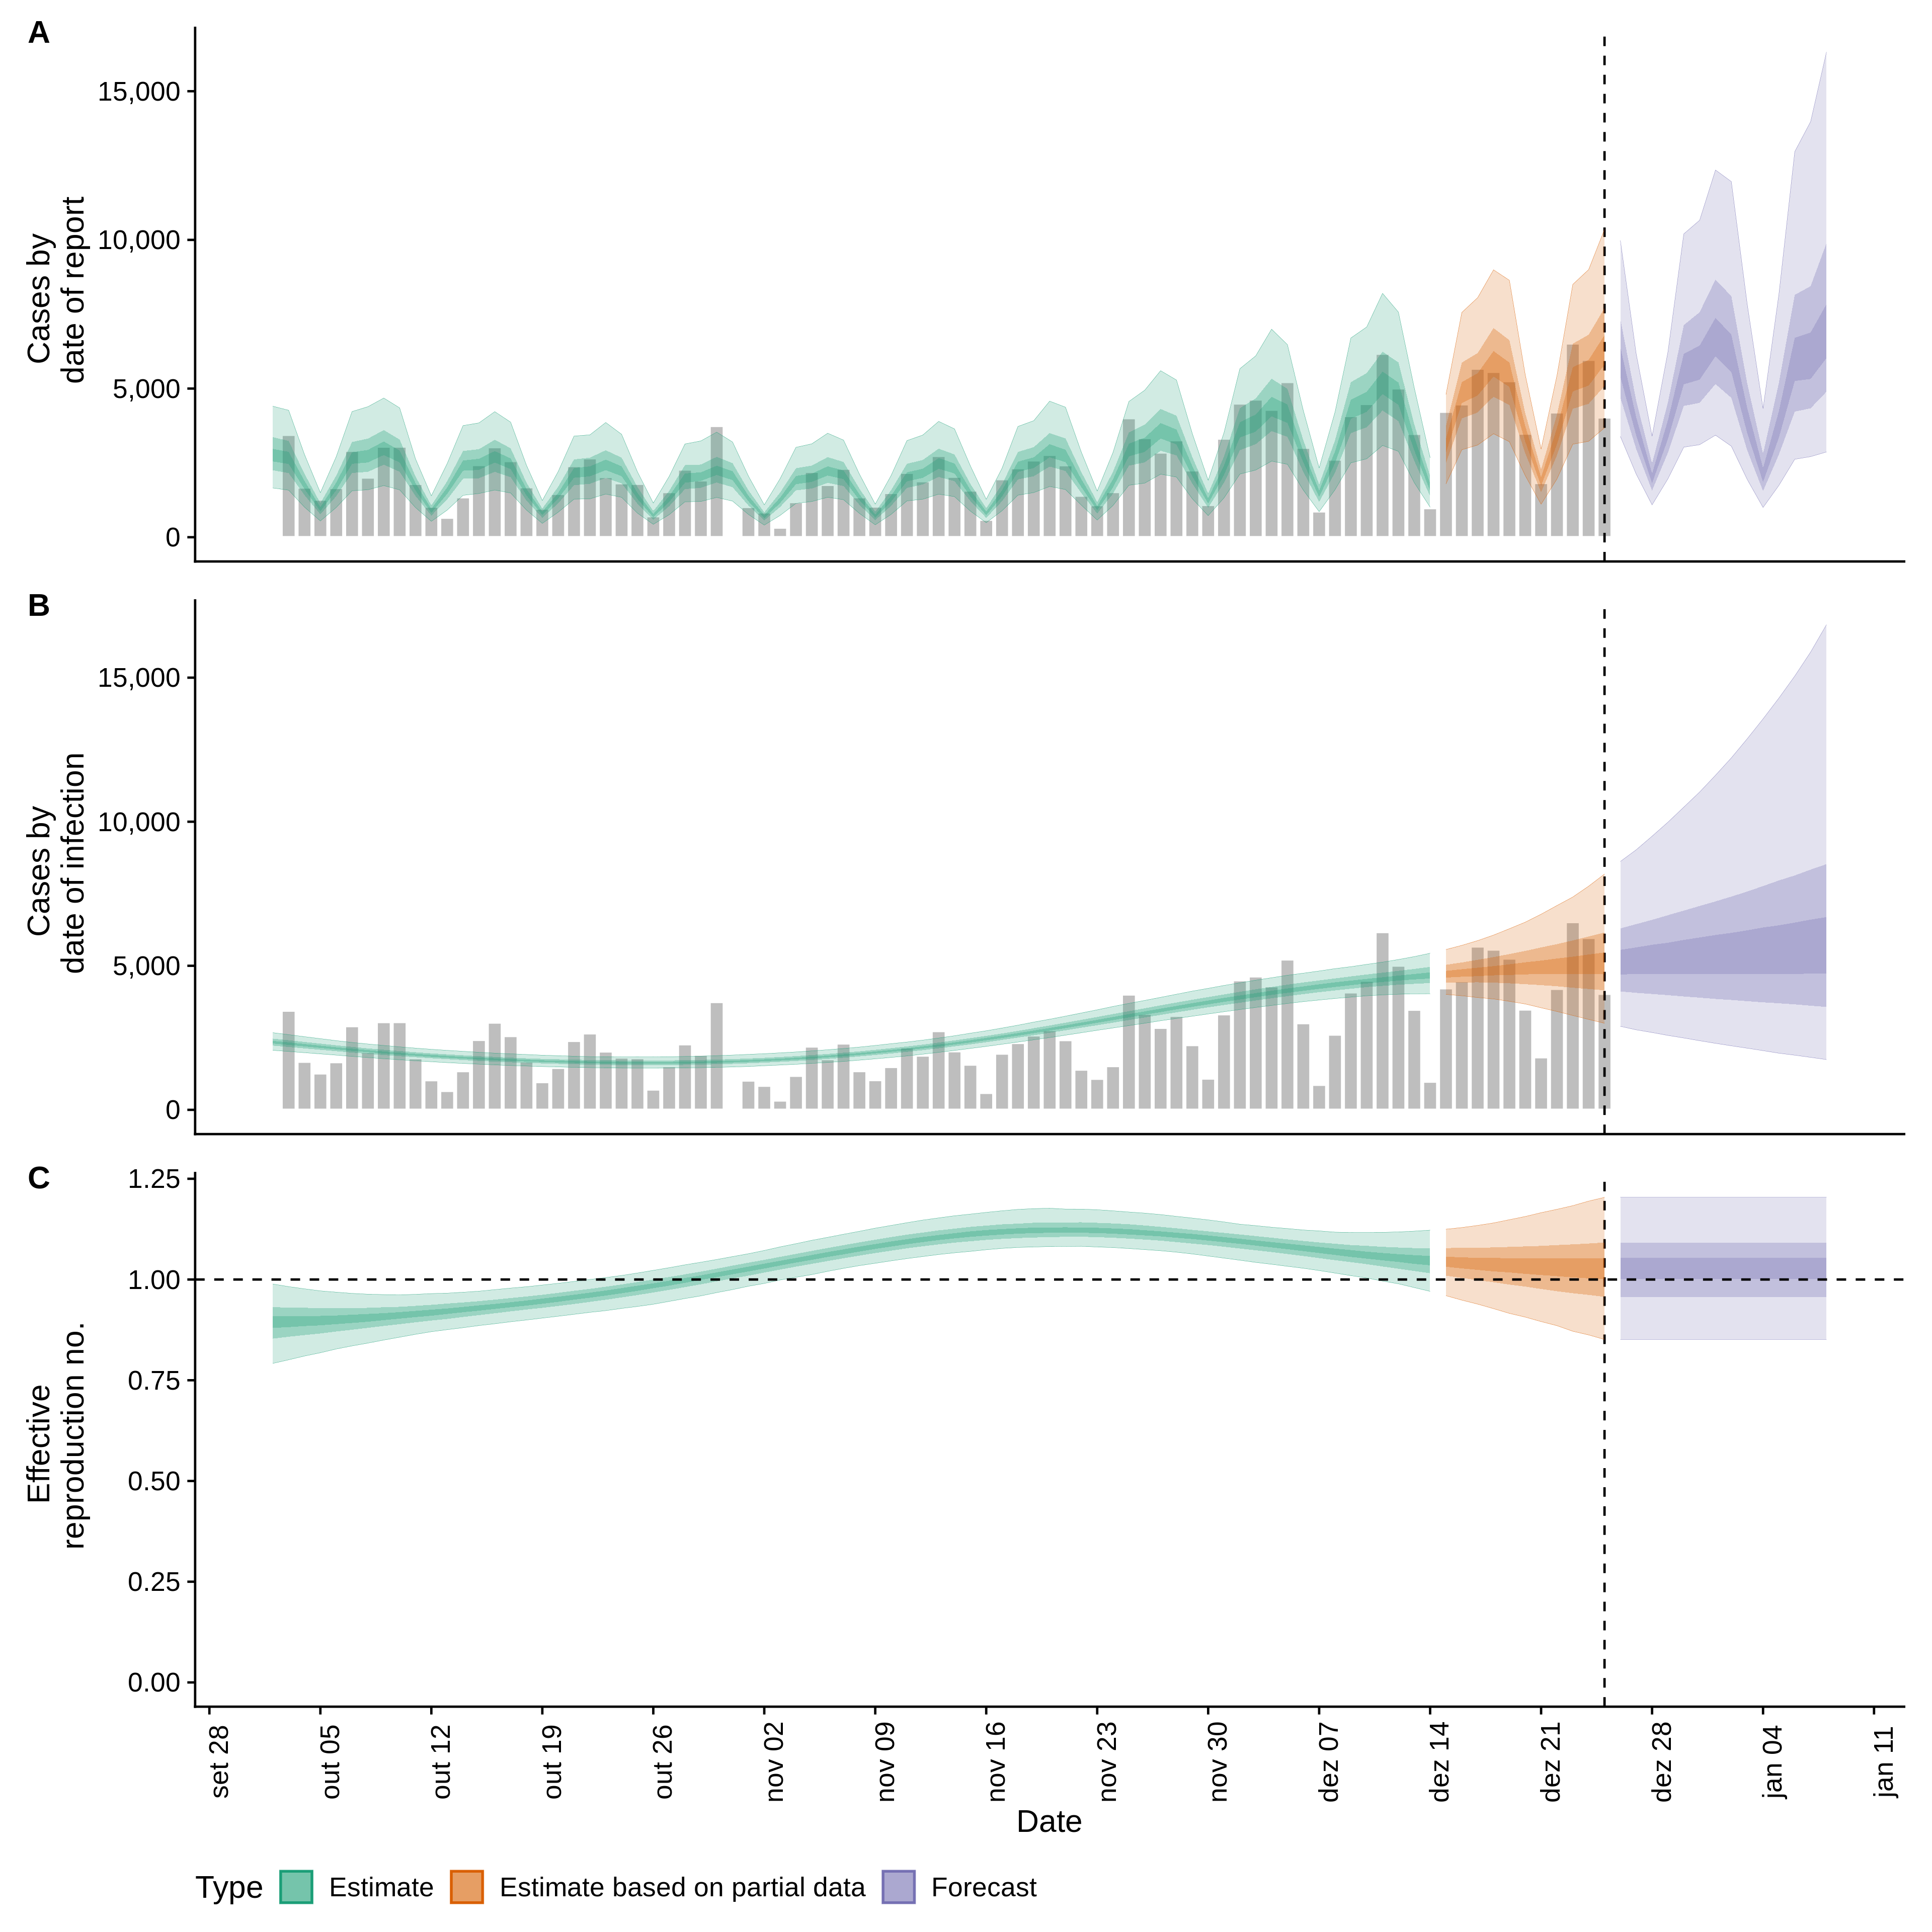 A
15,000
10,000
5,000
0
Cases by
date of report
B
15,000
10,000
5,000
0
Cases by
date of infection
C
1.25
1.00
0.75
0.50
0.25
0.00
Effective
reproduction no.
set 28
out 05
out 12
out 19
out 26
nov 02
nov 09
nov 16
nov 23
nov 30
dez 07
dez 14
dez 21
dez 28
jan 04
jan 11
Date
Type Estimate Estimate based on partial data Forecast